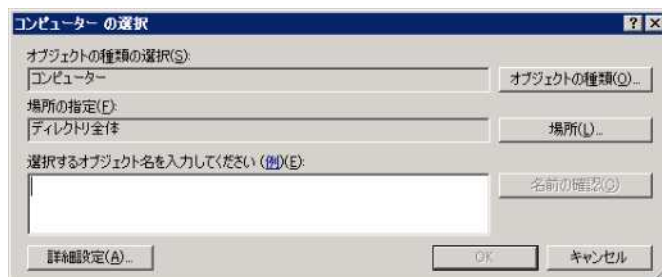 コンピューター の選択
オブジェクトの種類の選択(S):
コンピューター
オブジェクトの種類(O)...
場所の指定(F):
ディレクトリ全体
場所(L)...
選択するオブジェクト名を入力してください (例)(E):
名前の確認(C)
詳細設定(A)...
OK
キャンセル